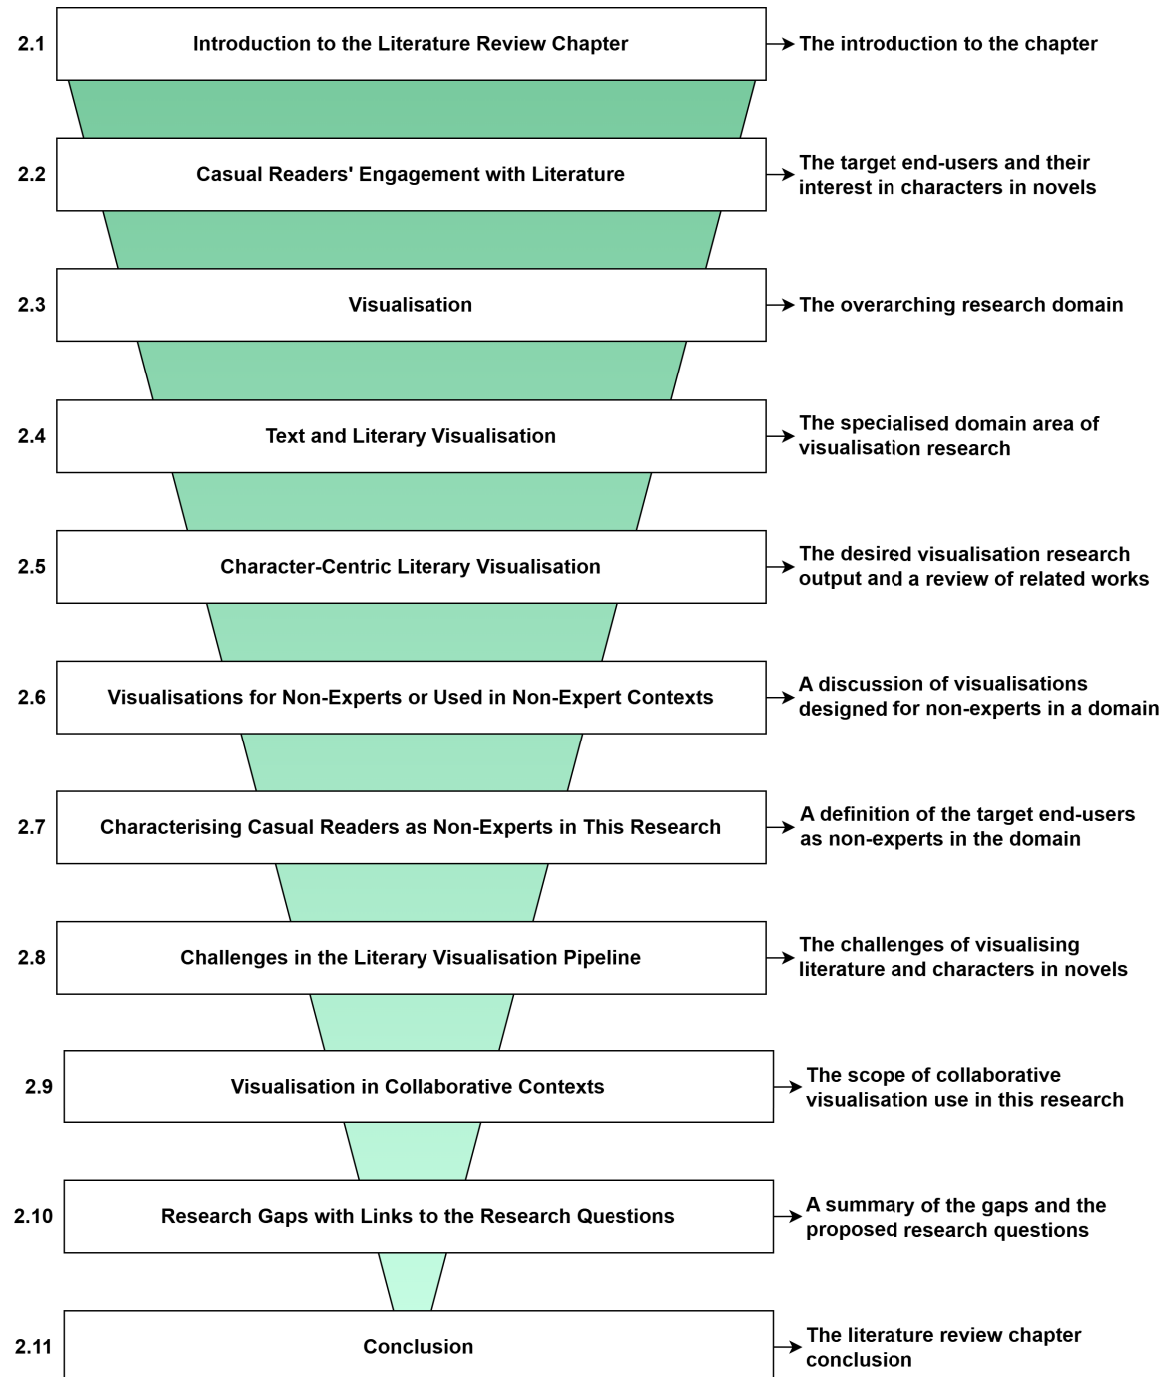 2.1
Introduction to the Literature Review Chapter
The introduction to the chapter
2.2
Casual Readers' Engagement with Literature
The target end-users and their
interest in characters in novels
2.3
Visualisation
The overarching research domain
2.4
Text and Literary Visualisation
The specialised domain area of
visualisation research
2.5
Character-Centric Literary Visualisation
The desired visualisation research
output and a review of related works
2.6
Visualisations for Non-Experts or Used in Non-Expert Contexts
A discussion of visualisations
designed for non-experts in a domain
2.7
Characterising Casual Readers as Non-Experts in This Research
A definition of the target end-users
as non-experts in the domain
2.8
Challenges in the Literary Visualisation Pipeline
The challenges of visualising
literature and characters in novels
2.9
Visualisation in Collaborative Contexts
The scope of collaborative
visualisation use in this research
2.10
Research Gaps with Links to the Research Questions
A summary of the gaps and the
proposed research questions
2.11
Conclusion
The literature review chapter
conclusion